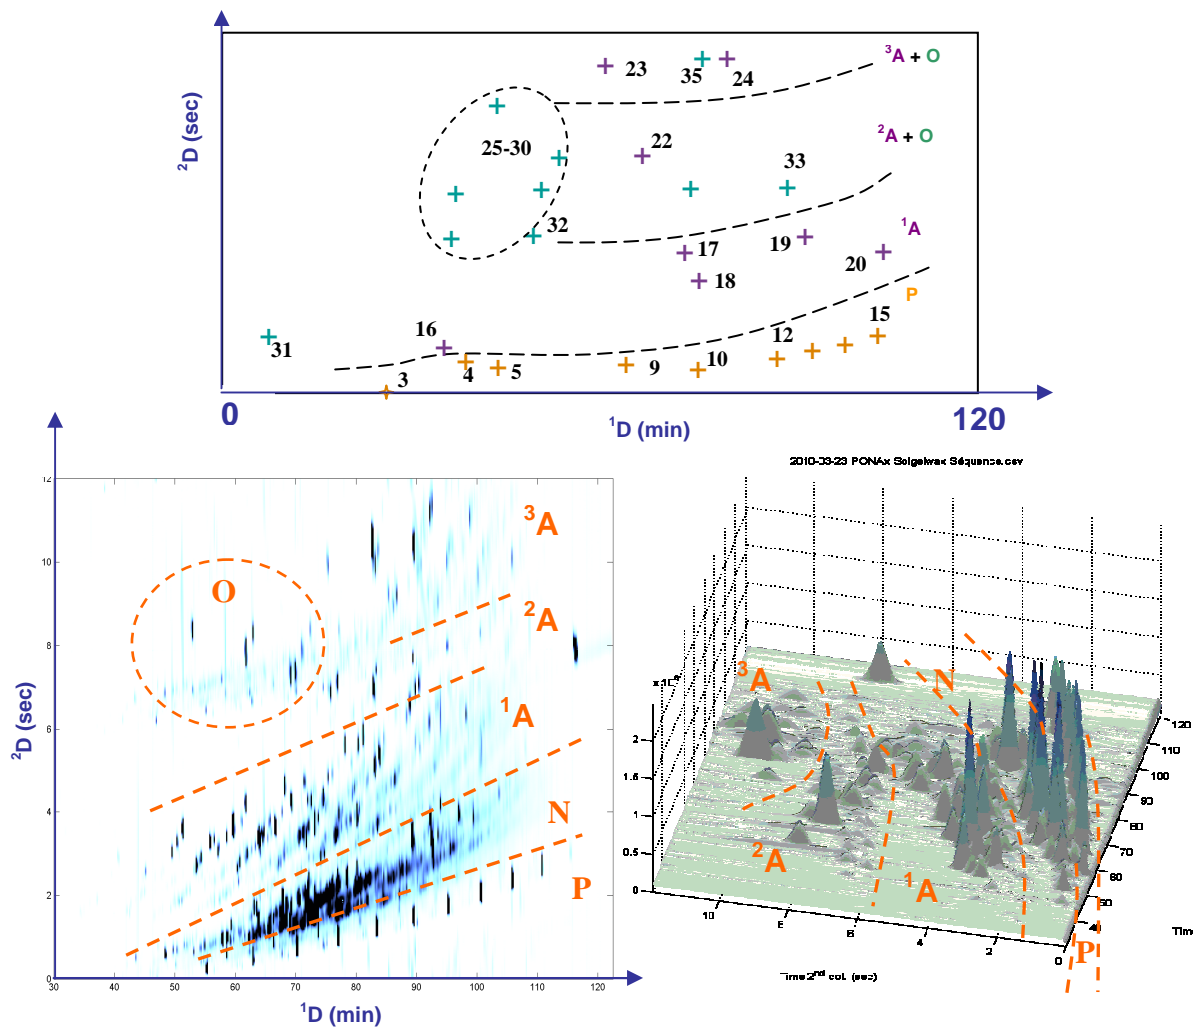 ³A + O
23
35
24
²D (sec)
25-30
22
²A + O
33
32
17
19
¹A
20
18
P
31
16
3
4
5
9
10
12
15
0
¹D (min)
120
2010-03-23 PONAx Solgelwax Séquence.csv
12
10
8
6
4
2
0
²D (sec)
O
³A
²A
¹A
N
P
30
40
50
60
70
80
90
100
110
120
¹D (min)
³A
N
2
1.5
1
0.5
0
²A
¹A
P
10
8
6
4
2
0
120
110
100
90
80
70
60
50
40
Time
Time 2ⁿᵈ col. (sec)